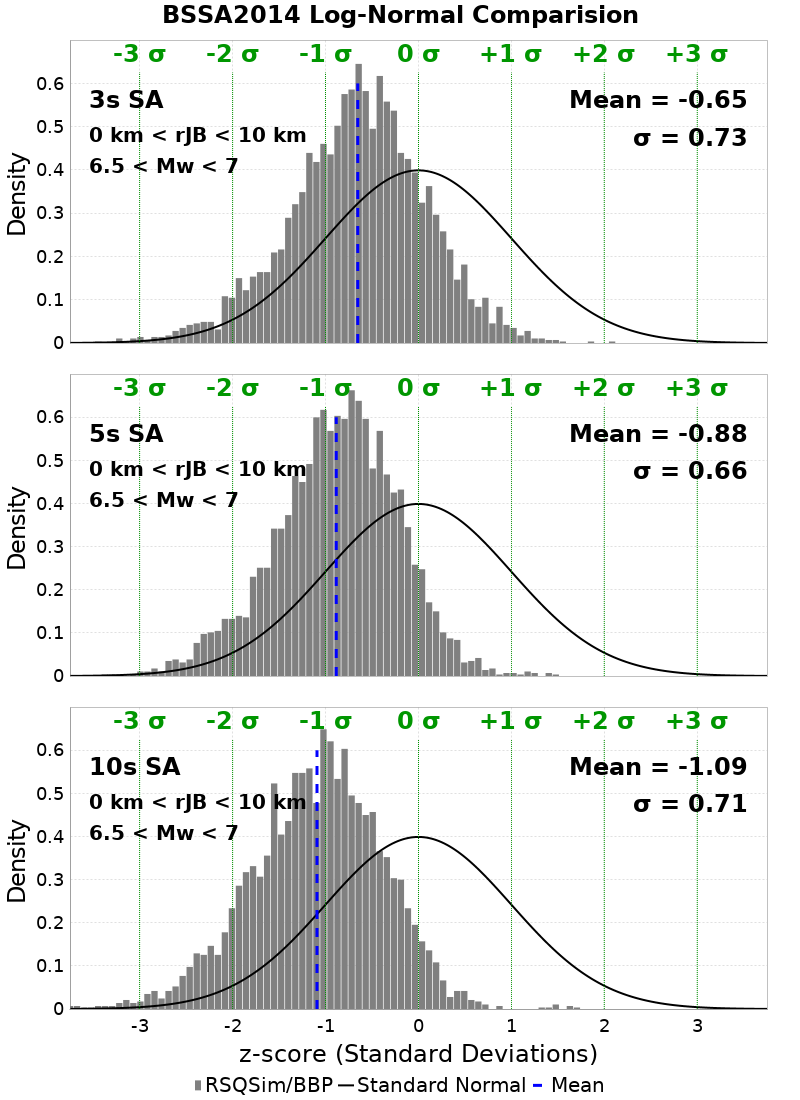 BSSA2014 Log-Normal Comparision
-3 σ -2 σ -1 σ 0 σ +1 σ +2 σ +3 σ
0.6
3s SA
Mean = -0.65
0.5
0 km < rJB < 10 km
σ = 0.73
0.4
6.5 < Mw < 7
0.3
0.2
0.1
0
Density
-3 σ -2 σ -1 σ 0 σ +1 σ +2 σ +3 σ
0.6
5s SA
Mean = -0.88
0.5
0 km < rJB < 10 km
σ = 0.66
0.4
6.5 < Mw < 7
0.3
0.2
0.1
0
Density
-3 σ -2 σ -1 σ 0 σ +1 σ +2 σ +3 σ
0.6
10s SA
Mean = -1.09
0.5
0 km < rJB < 10 km
σ = 0.71
0.4
6.5 < Mw < 7
0.3
0.2
0.1
0
Density
-3 -2 -1 0 1 2 3
z-score (Standard Deviations)
RSQSim/BBP Standard Normal Mean